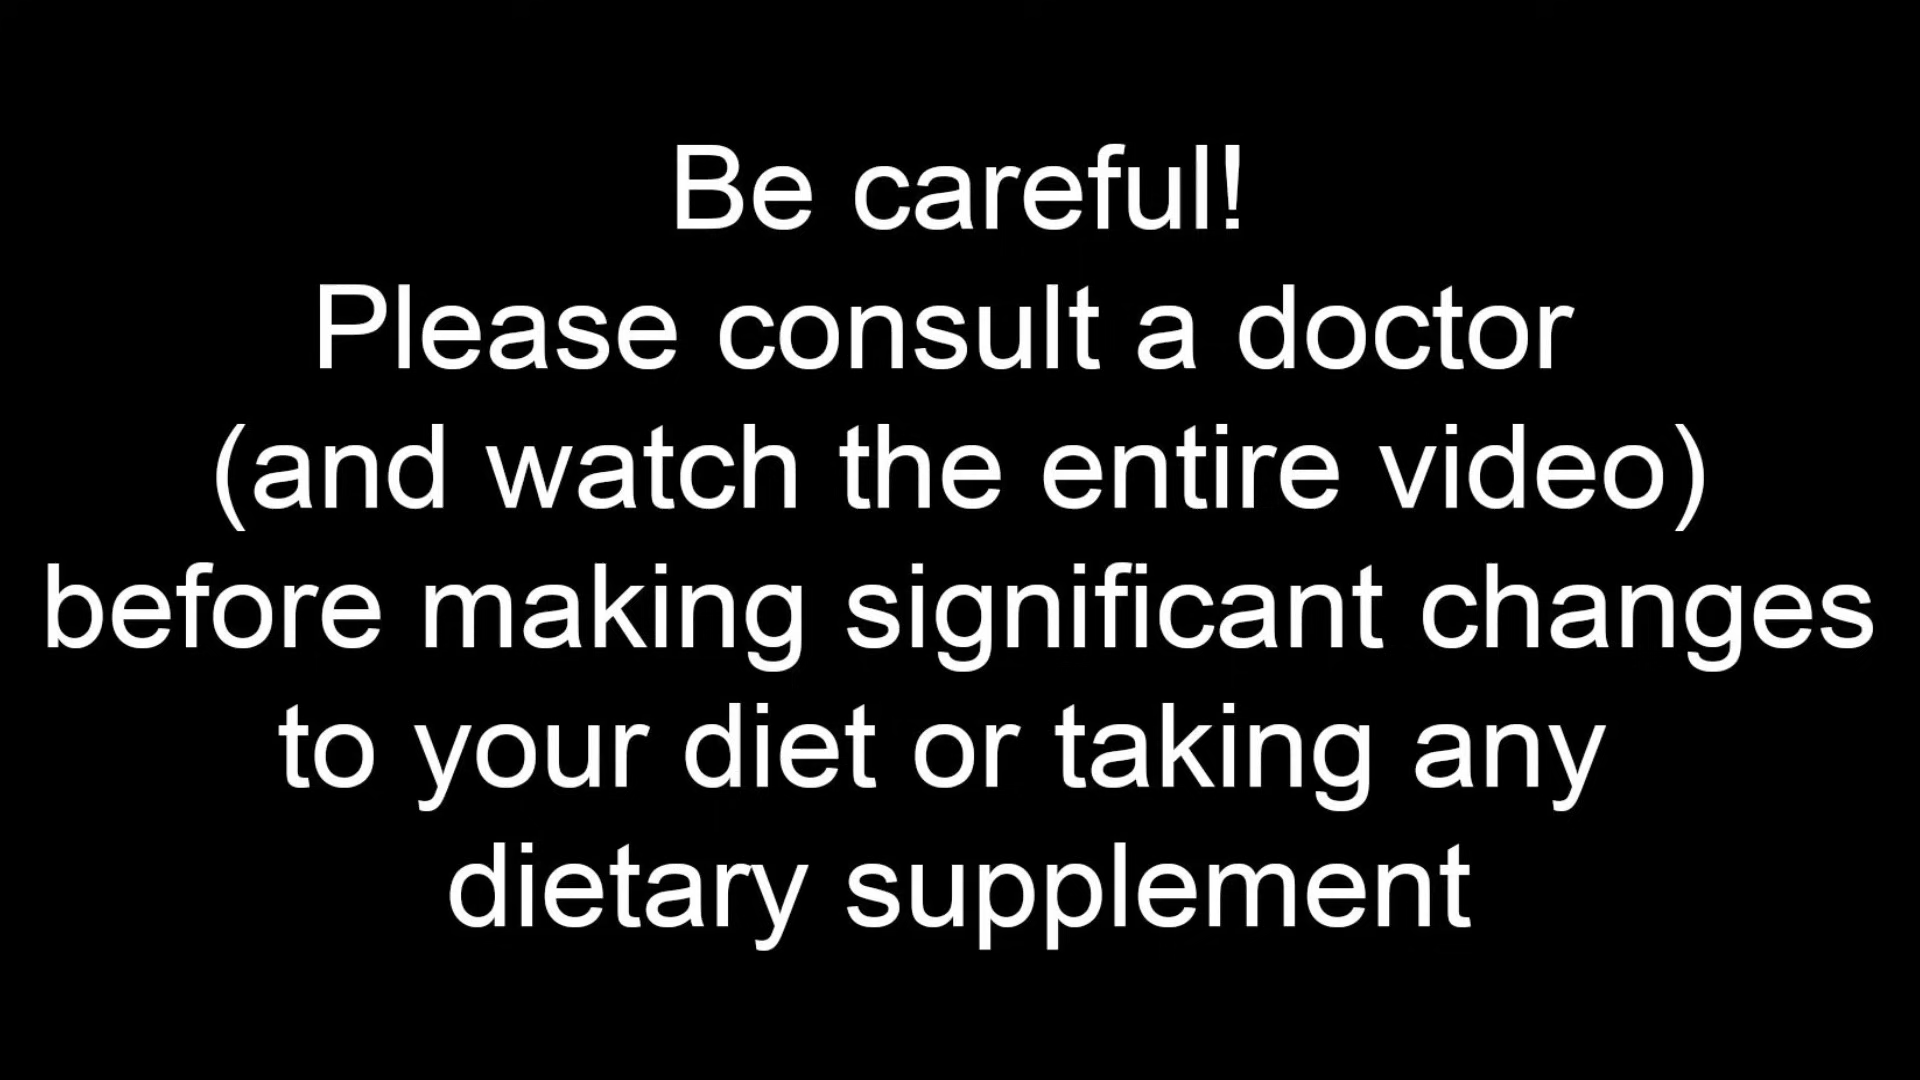 Be careful!
Please consult a doctor
(and watch the entire video)
before making significant changes
to your diet or taking any
dietary supplement